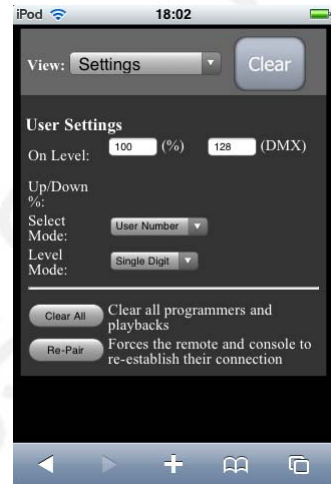 iPod 18:02
View: Settings Clear
User Settings
On Level: 100 (%) 128 (DMX)
Up/Down
%:
Select
Mode: User Number
Level
Mode: Single Digit
Clear All Clear all programmers and
playbacks
Re-Pair Forces the remote and console to
re-establish their connection